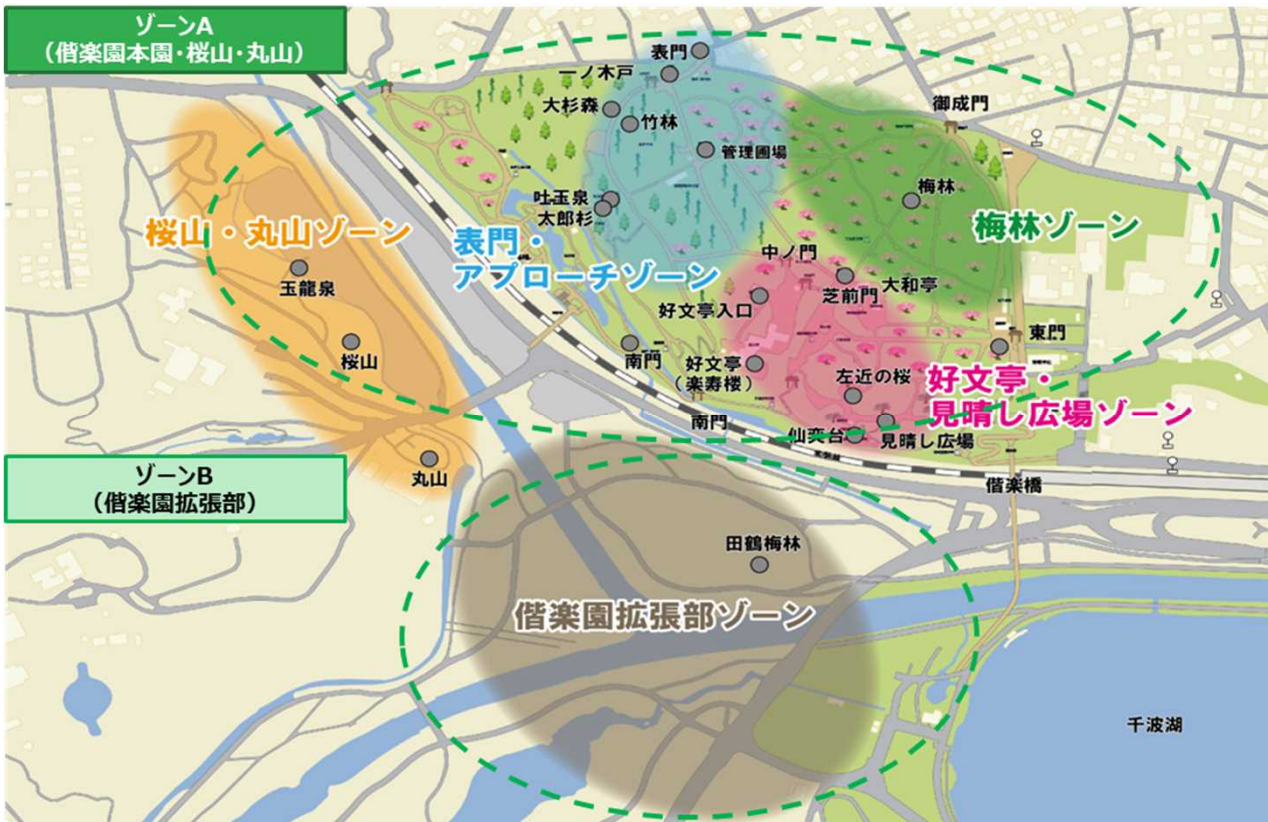 ゾーンA
（偕楽園本園・桜山・丸山）
表門
一ノ木戸
大杉森
竹林
御成門
管理圃場
梅林
吐玉泉
太郎杉
桜山・丸山ゾーン
表門・
アプローチゾーン
梅林ゾーン
中ノ門
玉龍泉
芝前門
大和亭
好文亭入口
桜山
南門
東門
好文亭
（楽寿楼）
左近の桜
好文亭・
見晴し広場ゾーン
南門
仙奕台
見晴し広場
丸山
ゾーンB
（偕楽園拡張部）
偕楽橋
田鶴梅林
偕楽園拡張部ゾーン
千波湖